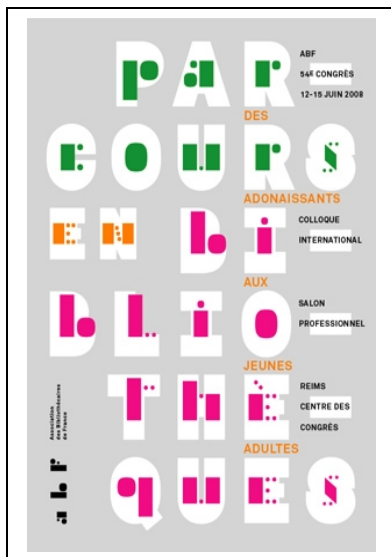 PAR
ABF
54E CONGRÈS
12-15 JUIN 2008
DES
COURS
ADONAISSANTS
EN BI
COLLOQUE
INTERNATIONAL
AUX
BLIO
SALON
PROFESSIONNEL
JEUNES
THÈ
REIMS
CENTRE DES
CONGRÈS
ADULTES
QUES
Association
des Bibliothécaires
de France
abf